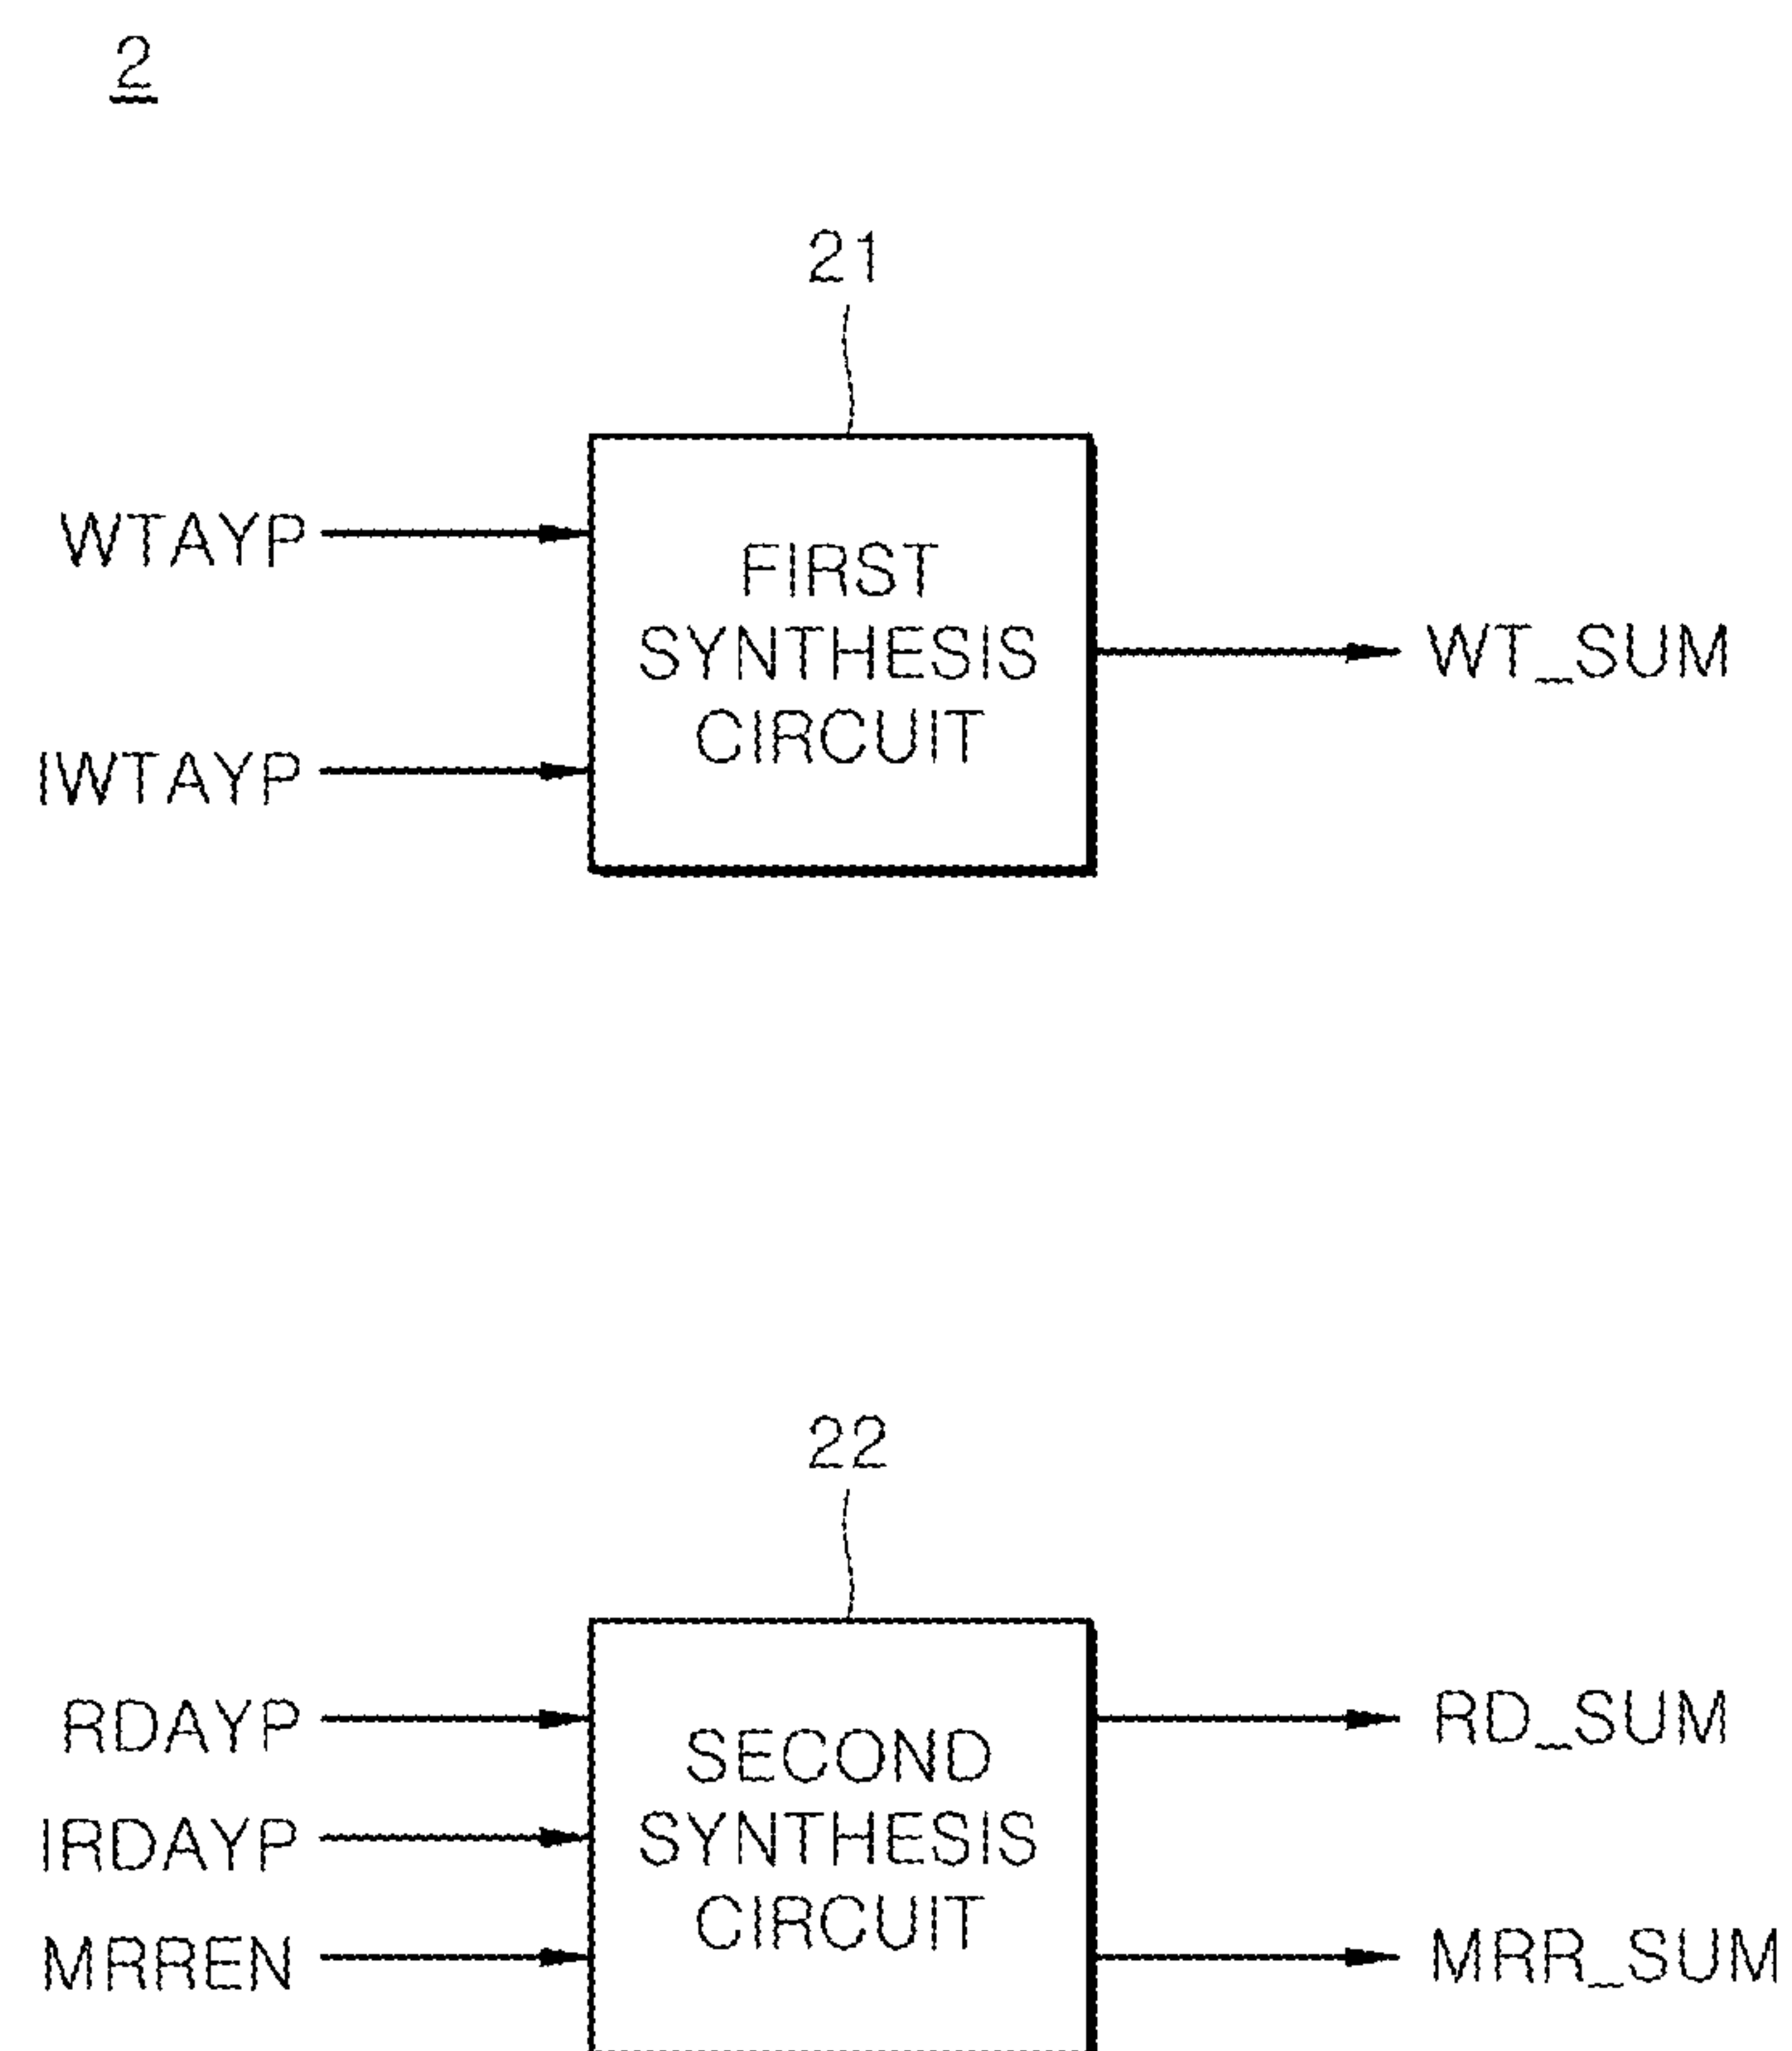 2
21
WTAYP
IWTAYP
FIRST
SYNTHESIS
CIRCUIT
WT_SUM
22
RDAYP
IRDAYP
MRREN
SECOND
SYNTHESIS
CIRCUIT
RD_SUM
MRR_SUM